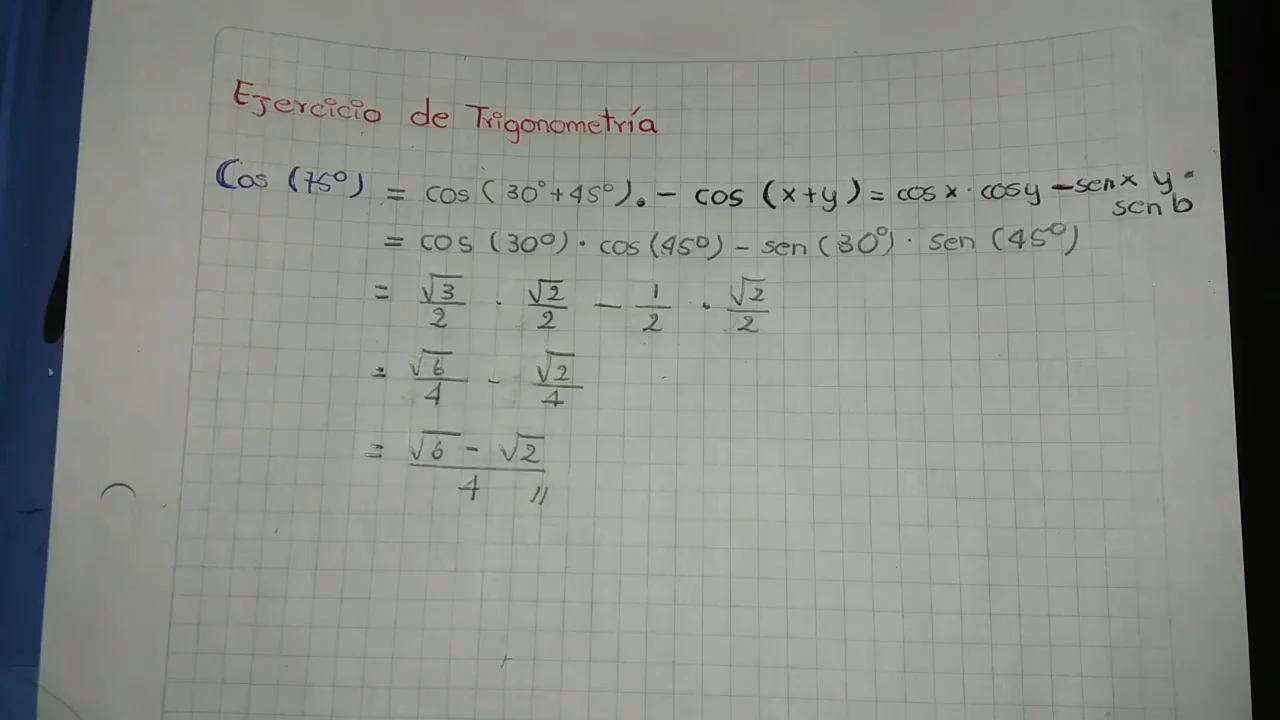 Ejercicio de Trigonometría
Cos (75°) = cos (30° + 45°). - cos (x+y) = cos x · cos y - sen x y·
sen b
= cos (30°) · cos (45°) - sen (30°) · sen (45°)
= √3/2 · √2/2 - 1/2 · √2/2
= √6/4 - √2/4
= (√6 - √2)/4 //